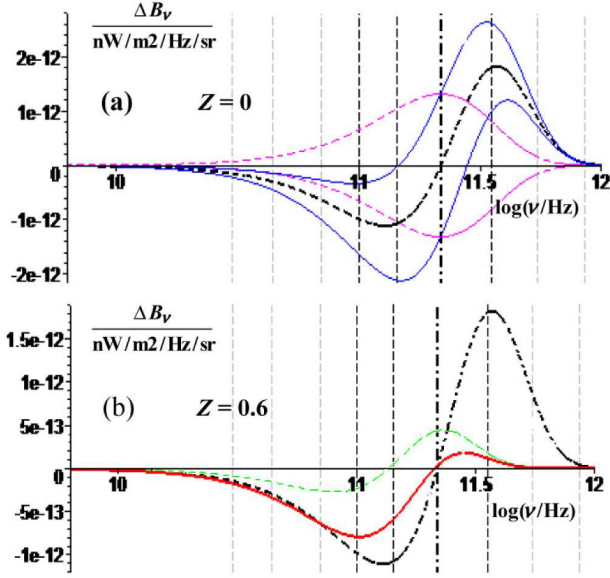 ΔBν
nW/m2/Hz/sr
2e-12
(a) Z = 0
1e-12
0 10 11 11.5 12
log(ν/Hz)
-1e-12
-2e-12
ΔBν
nW/m2/Hz/sr
1.5e-12
1e-12
(b) Z = 0.6
5e-13
0 10 11 11.5 12
log(ν/Hz)
-5e-13
-1e-12